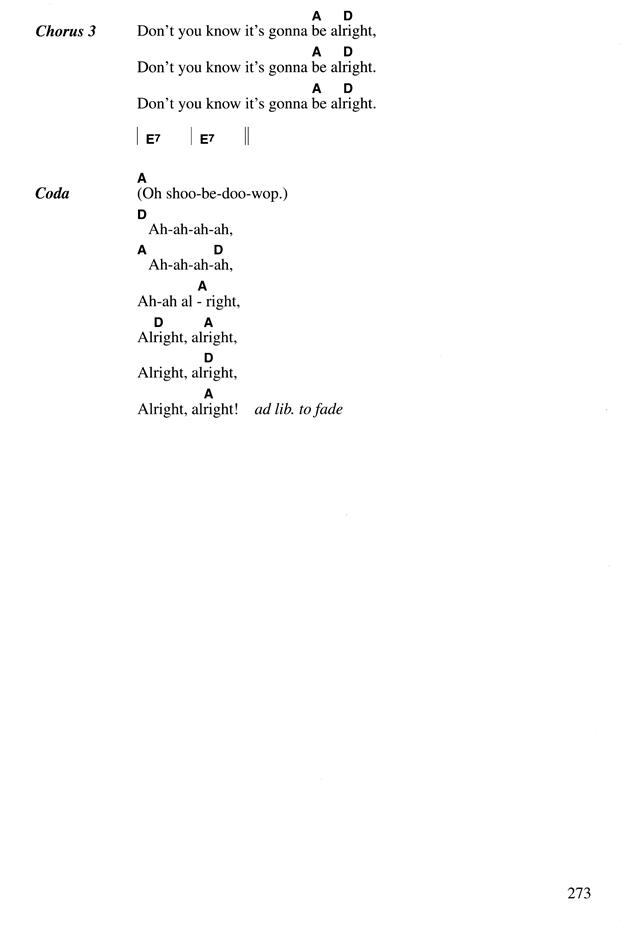 A D
Chorus 3 Don't you know it's gonna be alright,
A D
Don't you know it's gonna be alright.
A D
Don't you know it's gonna be alright.
| E7 | E7 ||
A
Coda (Oh shoo-be-doo-wop.)
D
Ah-ah-ah-ah,
A D
Ah-ah-ah-ah,
A
Ah-ah al - right,
D A
Alright, alright,
D
Alright, alright,
A
Alright, alright! ad lib. to fade
273